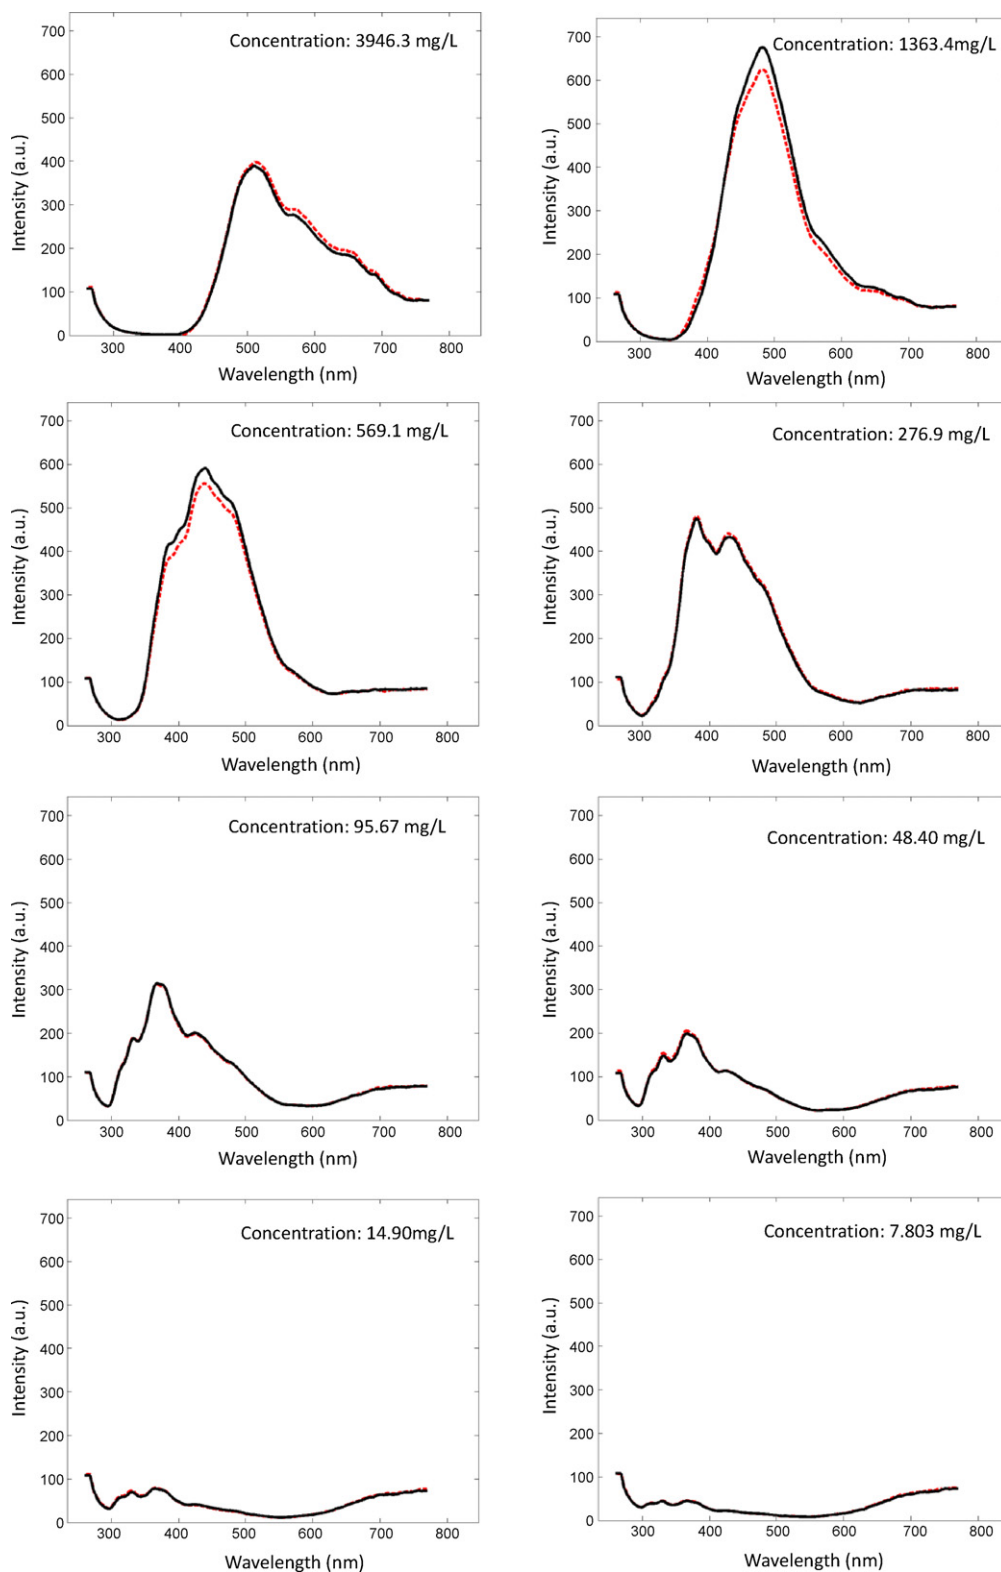 Concentration: 3946.3 mg/L
700
600
500
400
300
200
100
0
Intensity (a.u.)
300 400 500 600 700 800
Wavelength (nm)
Concentration: 1363.4mg/L
700
600
500
400
300
200
100
0
Intensity (a.u.)
300 400 500 600 700 800
Wavelength (nm)
Concentration: 569.1 mg/L
700
600
500
400
300
200
100
0
Intensity (a.u.)
300 400 500 600 700 800
Wavelength (nm)
Concentration: 276.9 mg/L
700
600
500
400
300
200
100
0
Intensity (a.u.)
300 400 500 600 700 800
Wavelength (nm)
Concentration: 95.67 mg/L
700
600
500
400
300
200
100
0
Intensity (a.u.)
300 400 500 600 700 800
Wavelength (nm)
Concentration: 48.40 mg/L
700
600
500
400
300
200
100
0
Intensity (a.u.)
300 400 500 600 700 800
Wavelength (nm)
Concentration: 14.90mg/L
700
600
500
400
300
200
100
0
Intensity (a.u.)
300 400 500 600 700 800
Wavelength (nm)
Concentration: 7.803 mg/L
700
600
500
400
300
200
100
0
Intensity (a.u.)
300 400 500 600 700 800
Wavelength (nm)